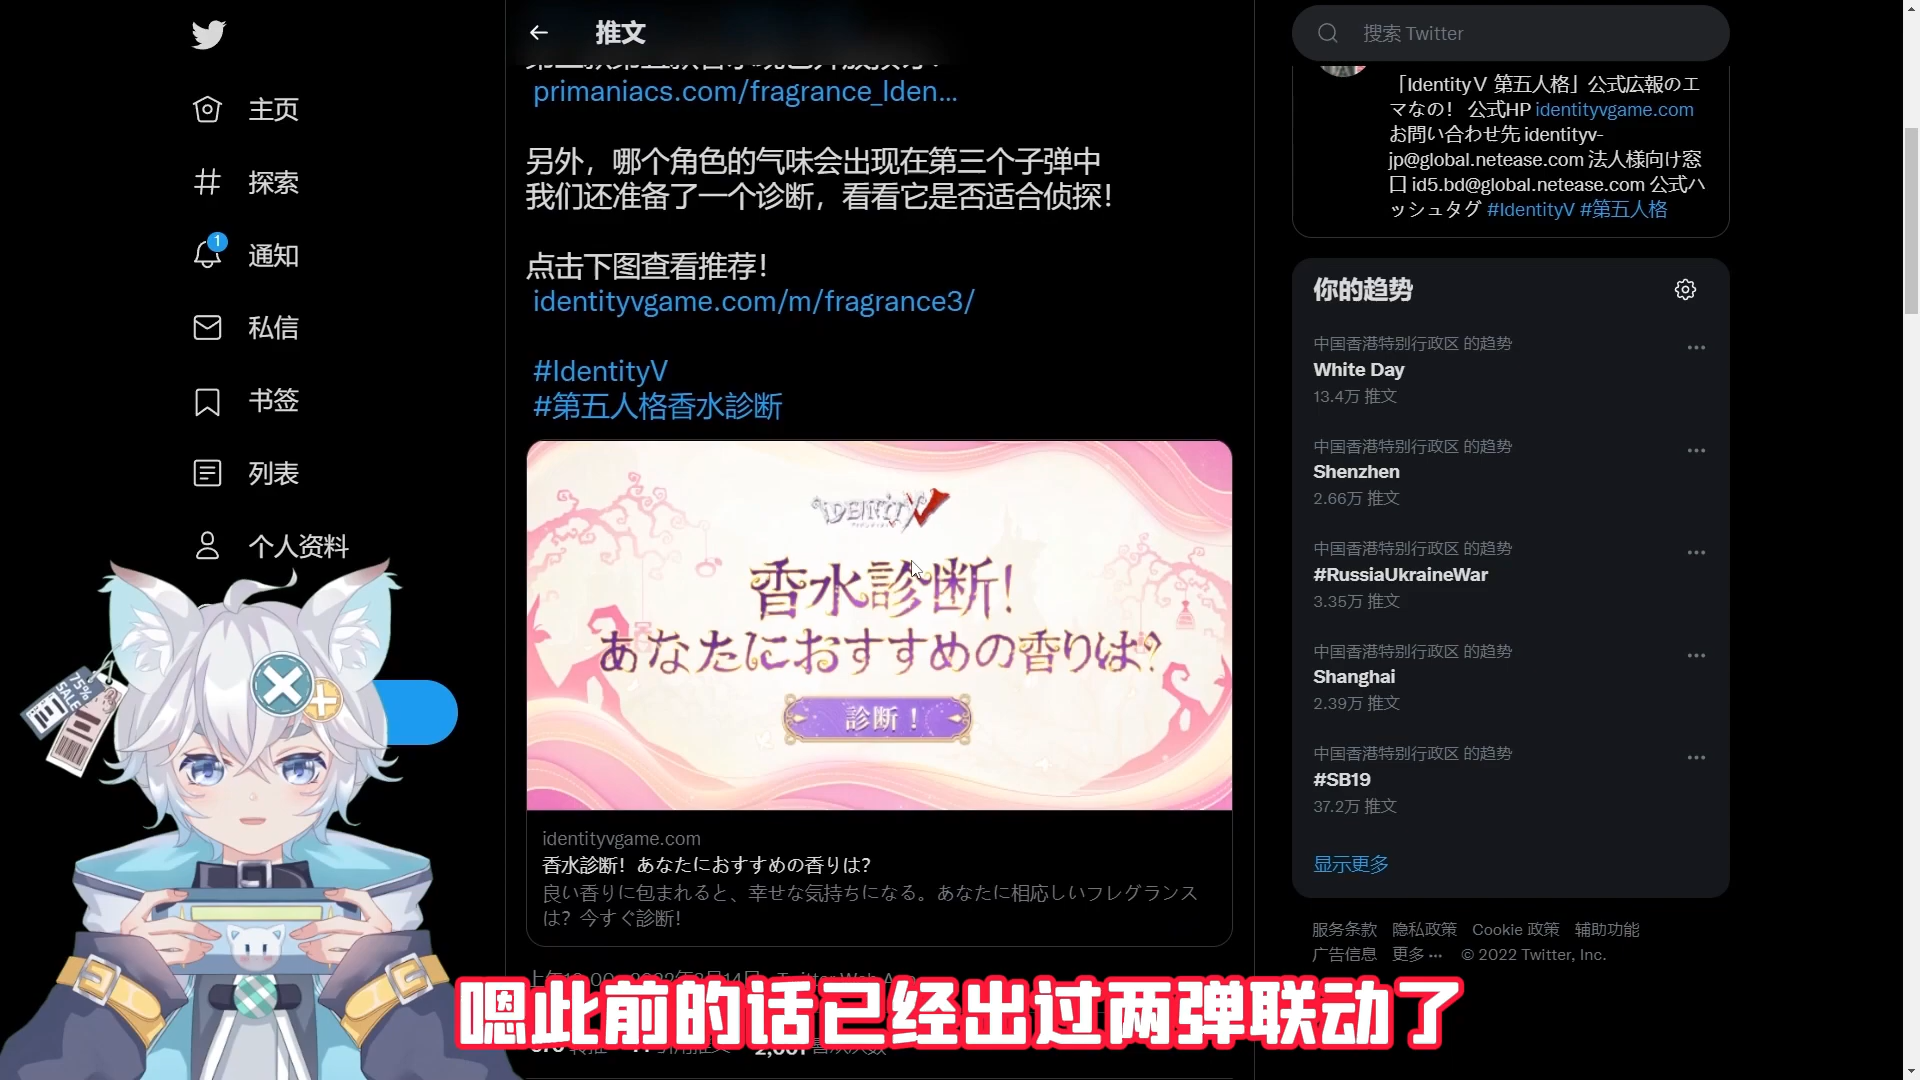 主页
探索
1
通知
私信
书签
列表
个人资料
75%
SALE
推文
primaniacs.com/fragrance_Iden...
另外，哪个角色的气味会出现在第三个子弹中
我们还准备了一个诊断，看看它是否适合侦探！
点击下图查看推荐！
identityvgame.com/m/fragrance3/
#IdentityV
#第五人格香水診断
IDENTITY V
香水診断！
あなたにおすすめの香りは？
診断！
identityvgame.com
香水診断！あなたにおすすめの香りは？
良い香りに包まれると、幸せな気持ちになる。あなたに相応しいフレグランス
は？今すぐ診断！
嗯此前的话已经出过两弹联动了
搜索 Twitter
「IdentityⅤ 第五人格」公式広報のエ
マなの！ 公式HP identityvgame.com
お問い合わせ先 identityv-
jp@global.netease.com 法人様向け窓
口 id5.bd@global.netease.com 公式ハ
ッシュタグ #IdentityV #第五人格
你的趋势
中国香港特别行政区 的趋势
White Day
13.4万 推文
中国香港特别行政区 的趋势
Shenzhen
2.66万 推文
中国香港特别行政区 的趋势
#RussiaUkraineWar
3.35万 推文
中国香港特别行政区 的趋势
Shanghai
2.39万 推文
中国香港特别行政区 的趋势
#SB19
37.2万 推文
显示更多
服务条款 隐私政策 Cookie 政策 辅助功能
广告信息 更多 ··· © 2022 Twitter, Inc.